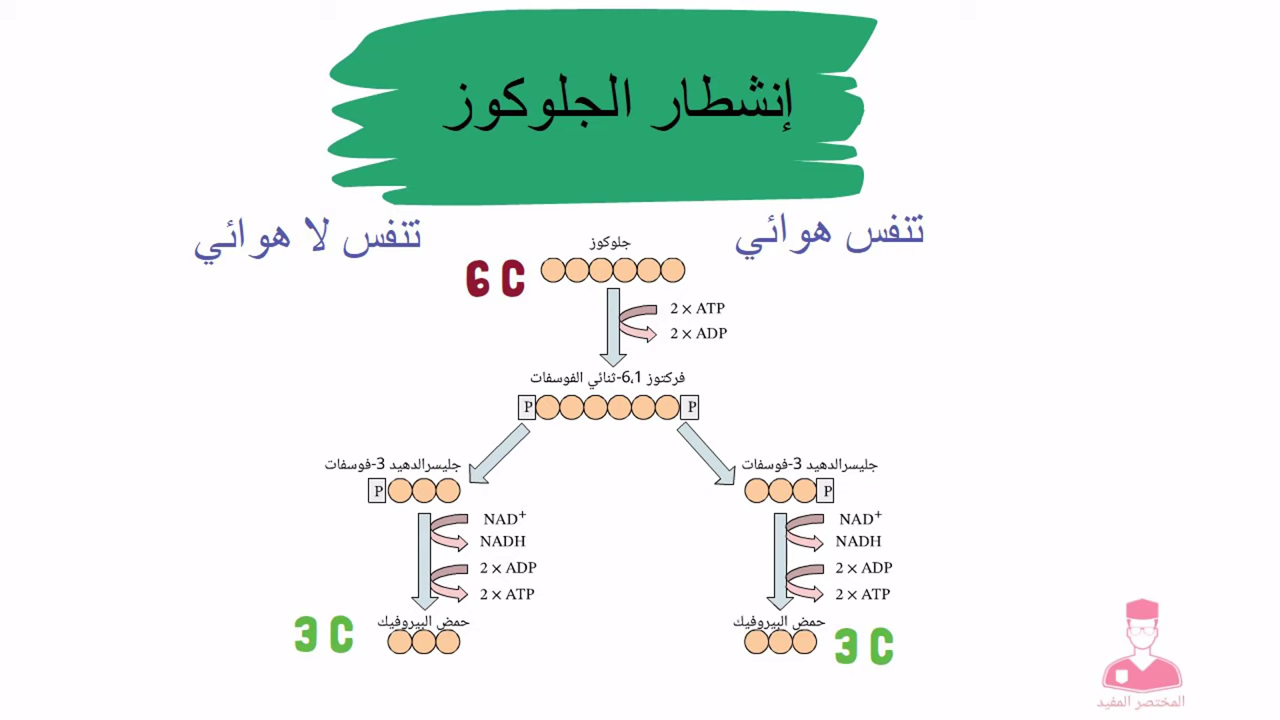 إنشطار الجلوكوز
تنفس هوائي
تنفس لا هوائي
جلوكوز
6 C
2 × ATP
2 × ADP
فركتوز 6،1-ثنائي الفوسفات
P
P
جليسرالدهيد 3-فوسفات
جليسرالدهيد 3-فوسفات
P
P
NAD⁺
NADH
2 × ADP
2 × ATP
NAD⁺
NADH
2 × ADP
2 × ATP
حمض البيروفيك
3 C
حمض البيروفيك
3 C
المختصر المفيد